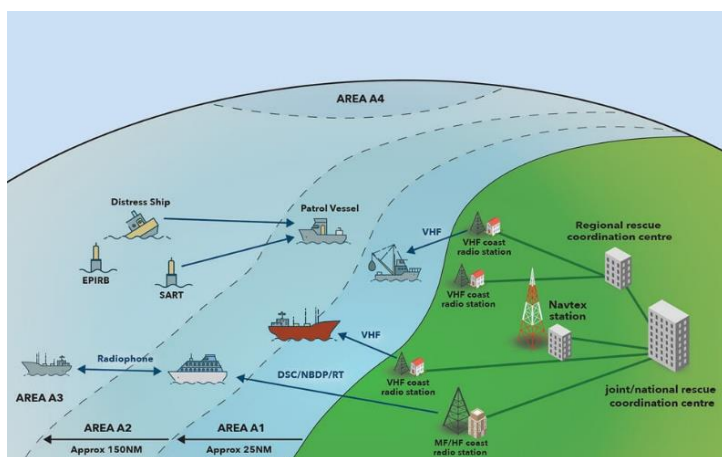 AREA A4
Distress Ship
Patrol Vessel
EPIRB
SART
VHF
VHF coast
radio station
Regional rescue
coordination centre
VHF coast
radio station
Navtex
station
VHF
VHF coast
radio station
joint/national rescue
coordination centre
Radiophone
DSC/NBDP/RT
AREA A3
MF/HF coast
radio station
AREA A2
Approx 150NM
AREA A1
Approx 25NM